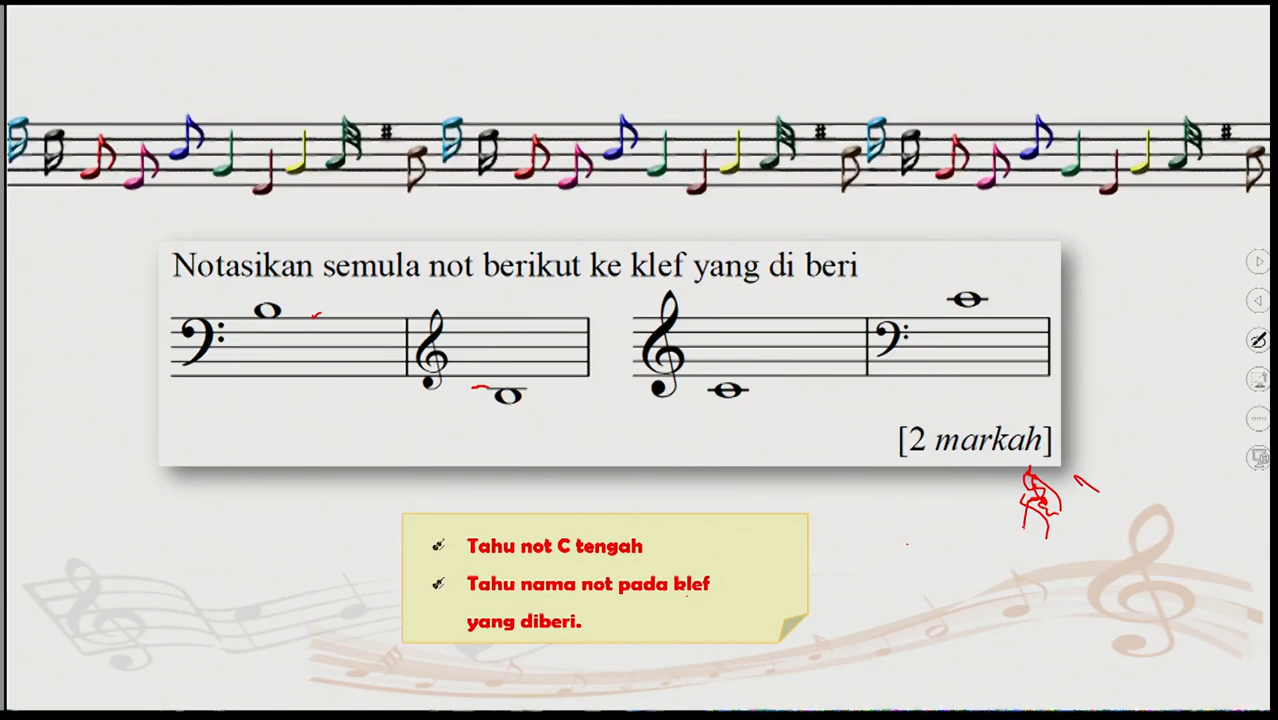 Notasikan semula not berikut ke klef yang di beri
[2 markah]
Tahu not C tengah
Tahu nama not pada klef
yang diberi.